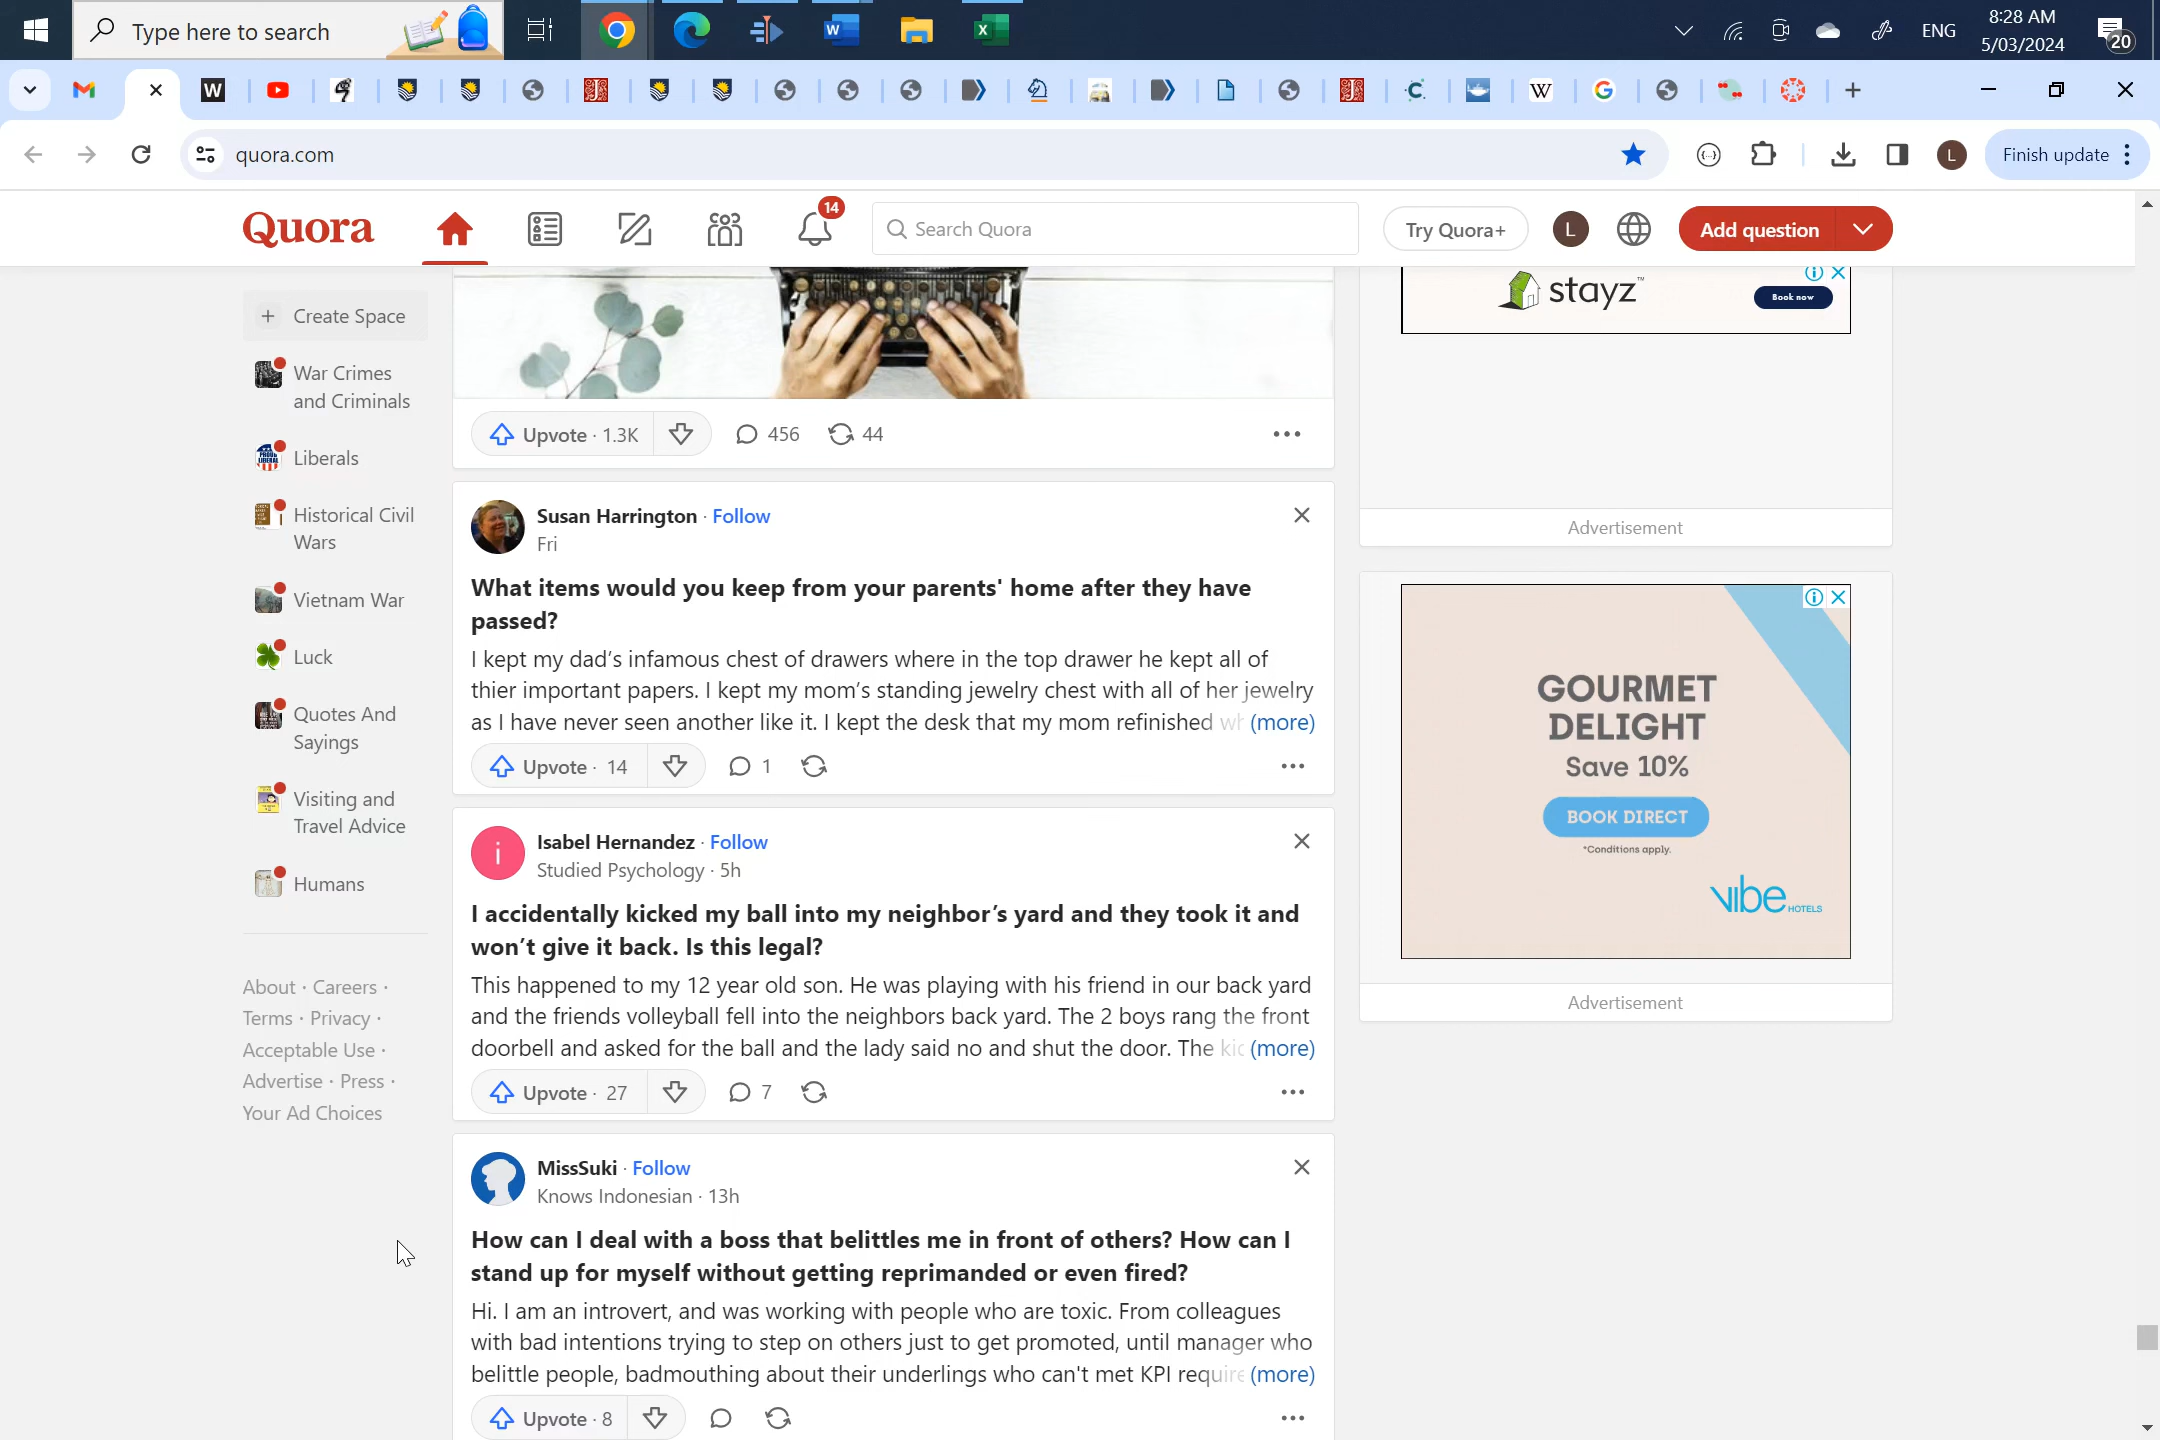 Type here to search
ENG
8:28 AM
5/03/2024
20
quora.com
L
Finish update
Quora
14
Search Quora
Try Quora+
L
Add question
Create Space
War Crimes
and Criminals
Liberals
Historical Civil
Wars
Vietnam War
Luck
Quotes And
Sayings
Visiting and
Travel Advice
Humans
About · Careers ·
Terms · Privacy ·
Acceptable Use ·
Advertise · Press ·
Your Ad Choices
Upvote · 1.3K
456
44
Susan Harrington · Follow
Fri
What items would you keep from your parents' home after they have
passed?
I kept my dad's infamous chest of drawers where in the top drawer he kept all of
thier important papers. I kept my mom's standing jewelry chest with all of her jewelry
as I have never seen another like it. I kept the desk that my mom refinished (more)
Upvote · 14
1
i
Isabel Hernandez · Follow
Studied Psychology · 5h
I accidentally kicked my ball into my neighbor's yard and they took it and
won't give it back. Is this legal?
This happened to my 12 year old son. He was playing with his friend in our back yard
and the friends volleyball fell into the neighbors back yard. The 2 boys rang the front
doorbell and asked for the ball and the lady said no and shut the door. The (more)
Upvote · 27
7
MissSuki · Follow
Knows Indonesian · 13h
How can I deal with a boss that belittles me in front of others? How can I
stand up for myself without getting reprimanded or even fired?
Hi. I am an introvert, and was working with people who are toxic. From colleagues
with bad intentions trying to step on others just to get promoted, until manager who
belittle people, badmouthing about their underlings who can't met KPI require (more)
Upvote · 8
stayz™
Book now
Advertisement
GOURMET
DELIGHT
Save 10%
BOOK DIRECT
*Conditions apply.
vibe HOTELS
Advertisement